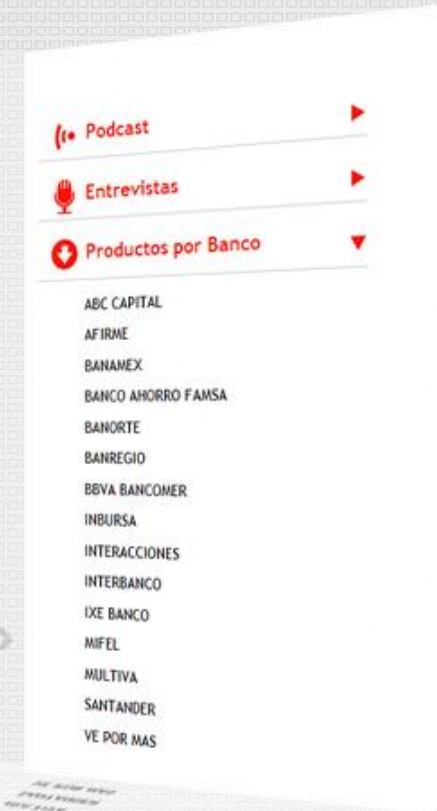 Podcast
Entrevistas
Productos por Banco
ABC CAPITAL
AFIRME
BANAMEX
BANCO AHORRO FAMSA
BANORTE
BANREGIO
BBVA BANCOMER
INBURSA
INTERACCIONES
INTERBANCO
IXE BANCO
MIFEL
MULTIVA
SANTANDER
VE POR MAS